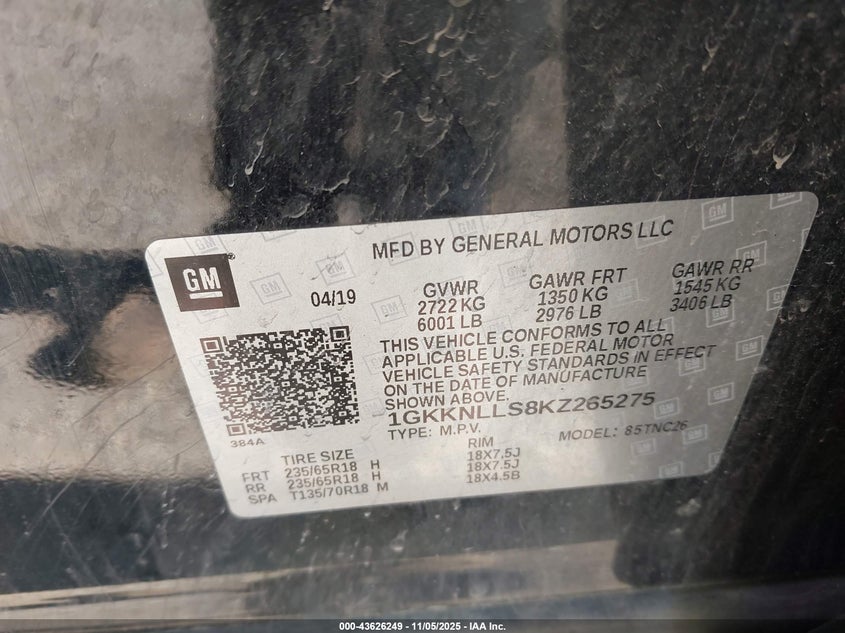 MFD BY GENERAL MOTORS LLC
GM
04/19
GVWR GAWR FRT GAWR RR
2722 KG 1350 KG 1545 KG
6001 LB 2976 LB 3406 LB
THIS VEHICLE CONFORMS TO ALL
APPLICABLE U.S. FEDERAL MOTOR
VEHICLE SAFETY STANDARDS IN EFFECT
ON THE DATE OF MANUFACTURE
SHOWN ABOVE.
1GKKNLLS8KZ265275
TYPE: M.P.V. MODEL: 85TNC26
384A
TIRE SIZE RIM
FRT 235/65R18 H 18X7.5J
RR 235/65R18 H 18X7.5J
SPA T135/70R18 M 18X4.5B
000-43626249 - 11/05/2025 - IAA Inc.